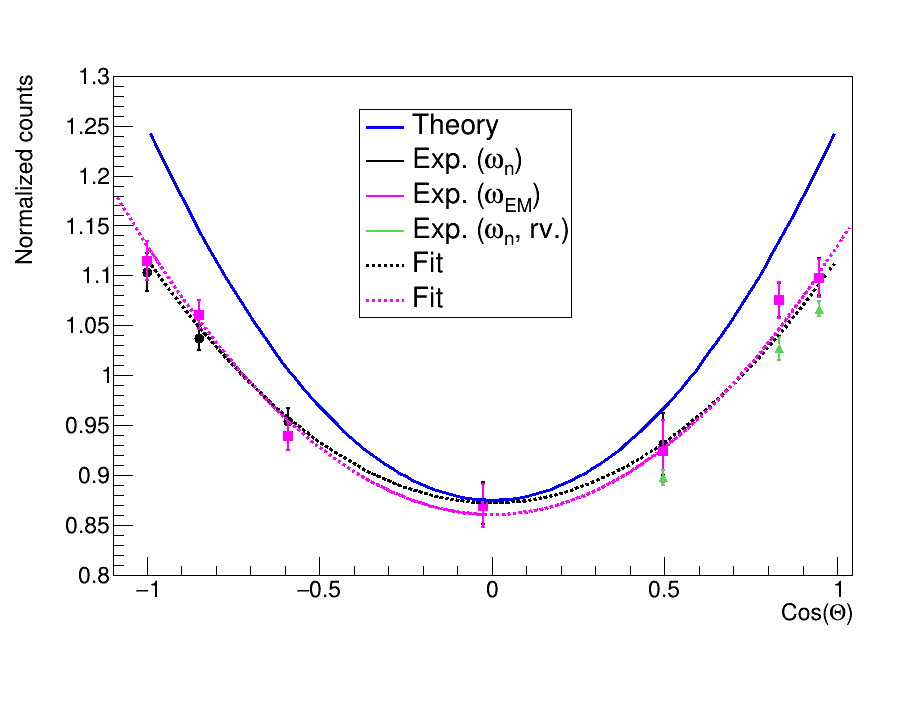 Normalized counts
1.3
1.25
1.2
1.15
1.1
1.05
1
0.95
0.9
0.85
0.8
Theory
Exp. (ωn)
Exp. (ωEM)
Exp. (ωn, rv.)
Fit
Fit
−1 −0.5 0 0.5 1
Cos(Θ)